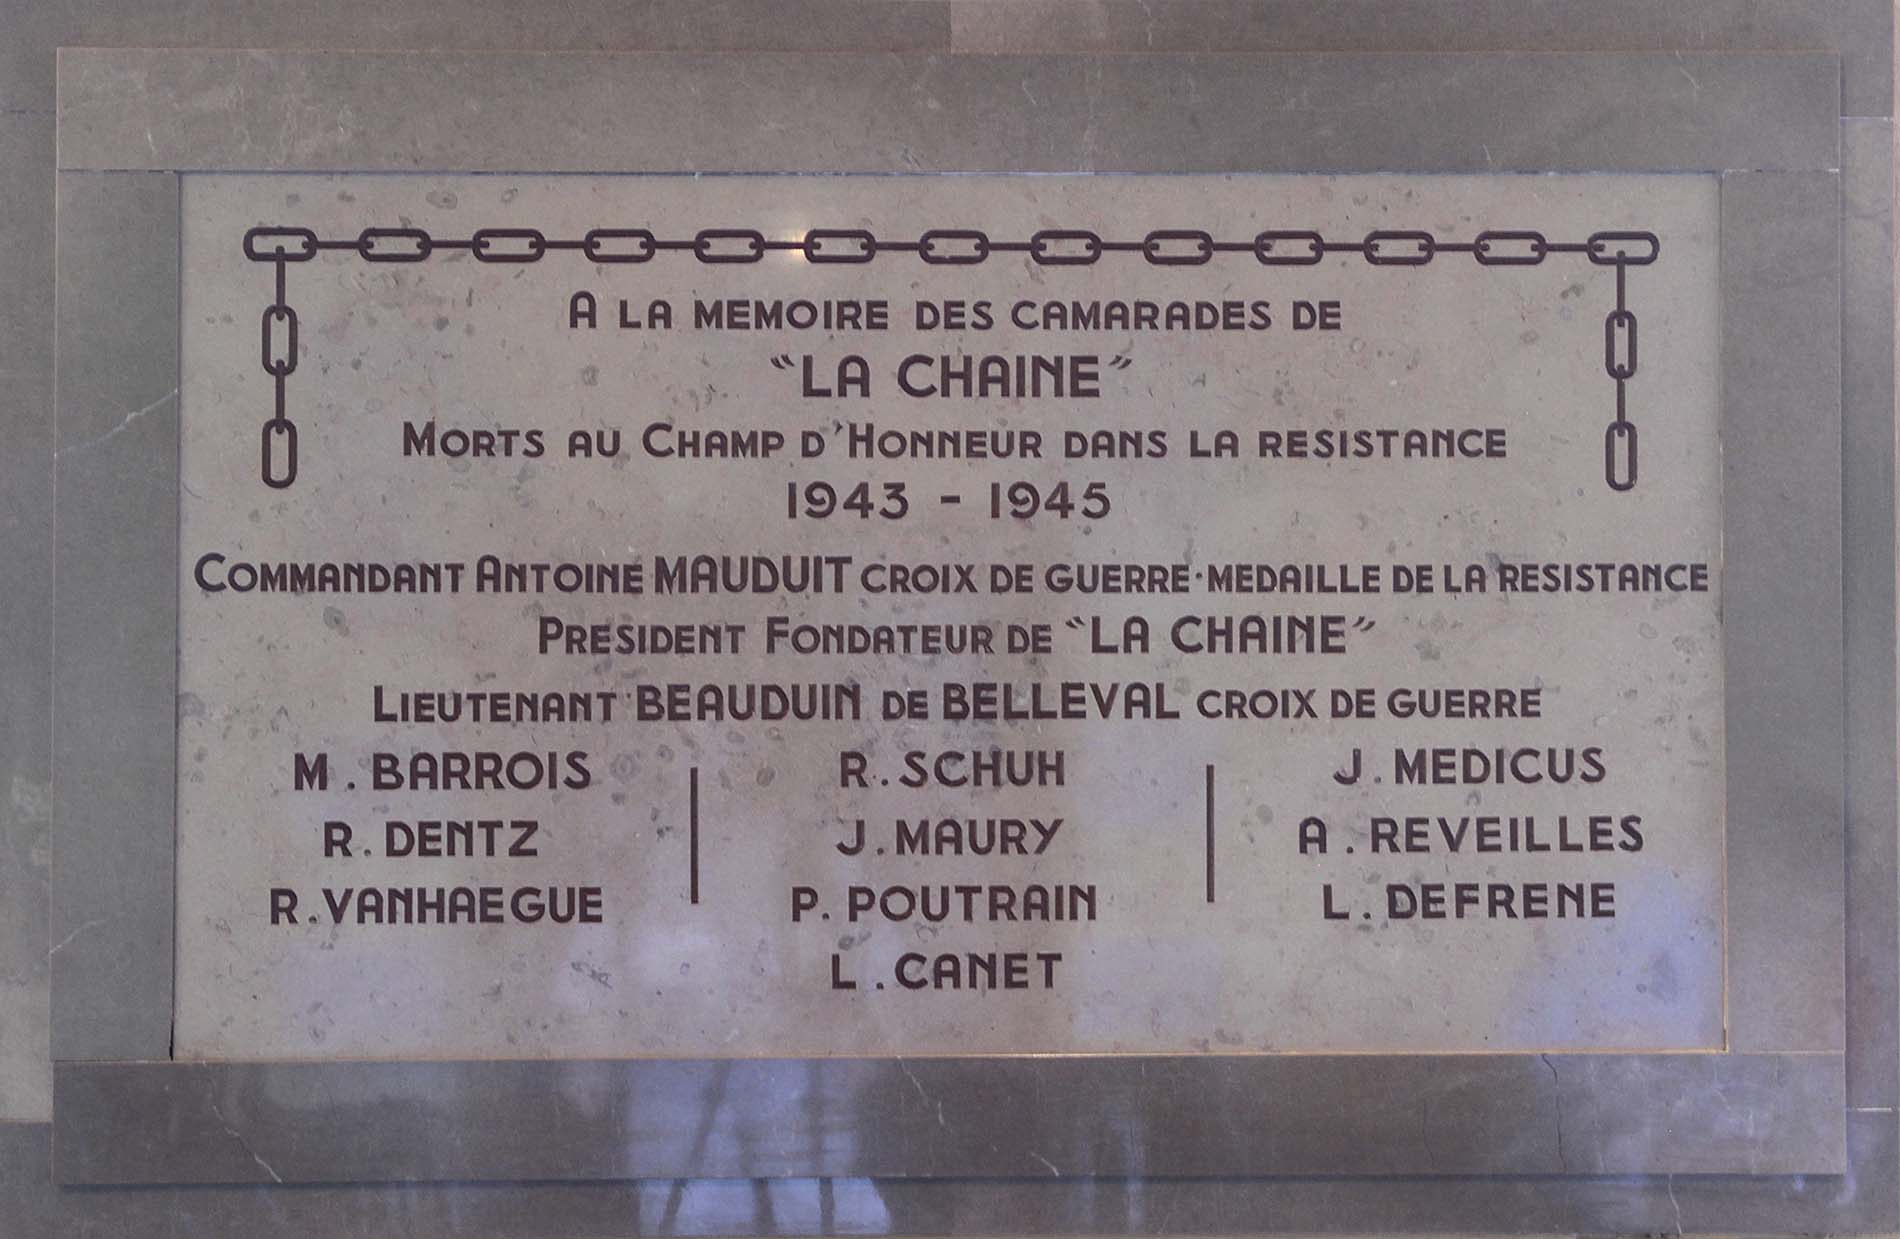 A LA MEMOIRE DES CAMARADES DE
"LA CHAINE"
MORTS AU CHAMP D'HONNEUR DANS LA RESISTANCE
1943 - 1945
COMMANDANT ANTOINE MAUDUIT CROIX DE GUERRE·MEDAILLE DE LA RESISTANCE
PRESIDENT FONDATEUR DE "LA CHAINE"
LIEUTENANT BEAUDUIN DE BELLEVAL CROIX DE GUERRE
M. BARROIS
R. DENTZ
R. VANHAEGUE
R. SCHUH
J. MAURY
P. POUTRAIN
L. CANET
J. MEDICUS
A. REVEILLES
L. DEFRENE